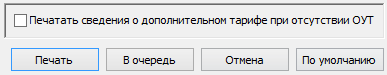 Печатать сведения о дополнительном тарифе при отсутствии ОУТ
Печать В очередь Отмена По умолчанию